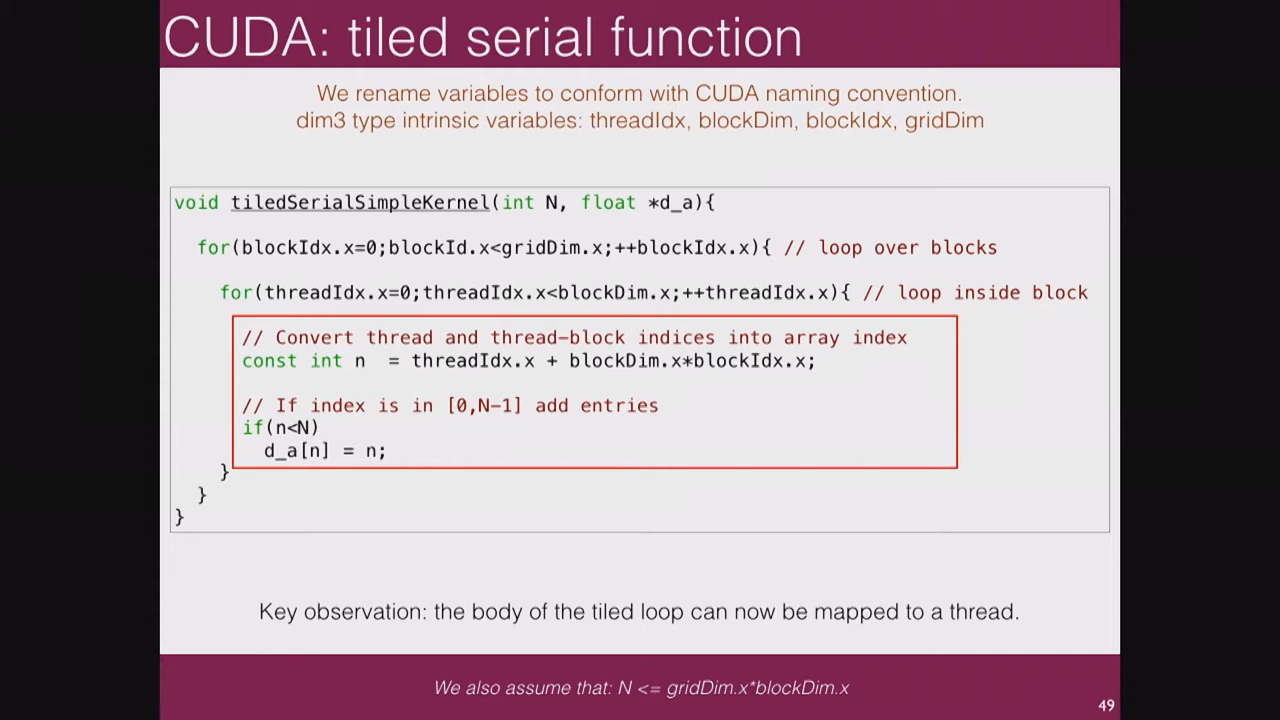 CUDA: tiled serial function
We rename variables to conform with CUDA naming convention.
dim3 type intrinsic variables: threadIdx, blockDim, blockIdx, gridDim
void tiledSerialSimpleKernel(int N, float *d_a){
for(blockIdx.x=0;blockId.x<gridDim.x;++blockIdx.x){ // loop over blocks
for(threadIdx.x=0;threadIdx.x<blockDim.x;++threadIdx.x){ // loop inside block
// Convert thread and thread-block indices into array index
const int n = threadIdx.x + blockDim.x*blockIdx.x;
// If index is in [0,N-1] add entries
if(n<N)
d_a[n] = n;
}
}
}
Key observation: the body of the tiled loop can now be mapped to a thread.
We also assume that: N <= gridDim.x*blockDim.x
49